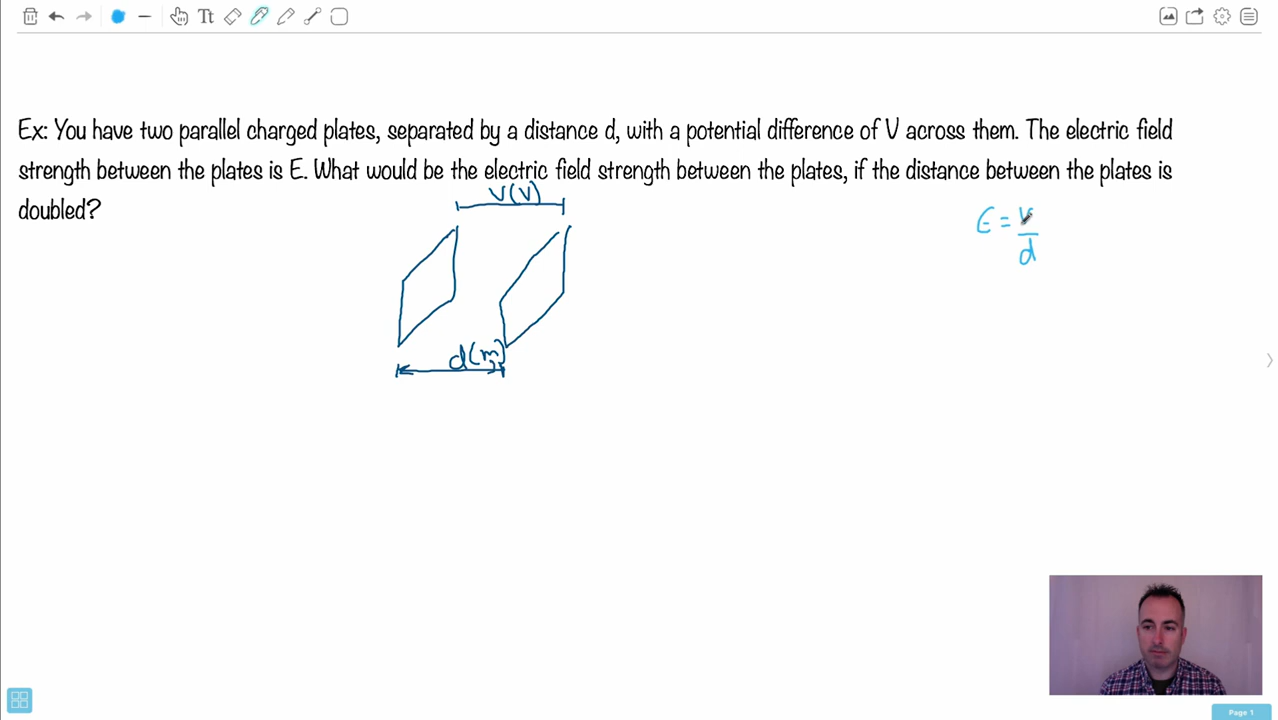 Tt
Ex: You have two parallel charged plates, separated by a distance d, with a potential difference of V across them. The electric field
strength between the plates is E. What would be the electric field strength between the plates, if the distance between the plates is
doubled?
V(V)
E = V
d
d(m)
Page 1